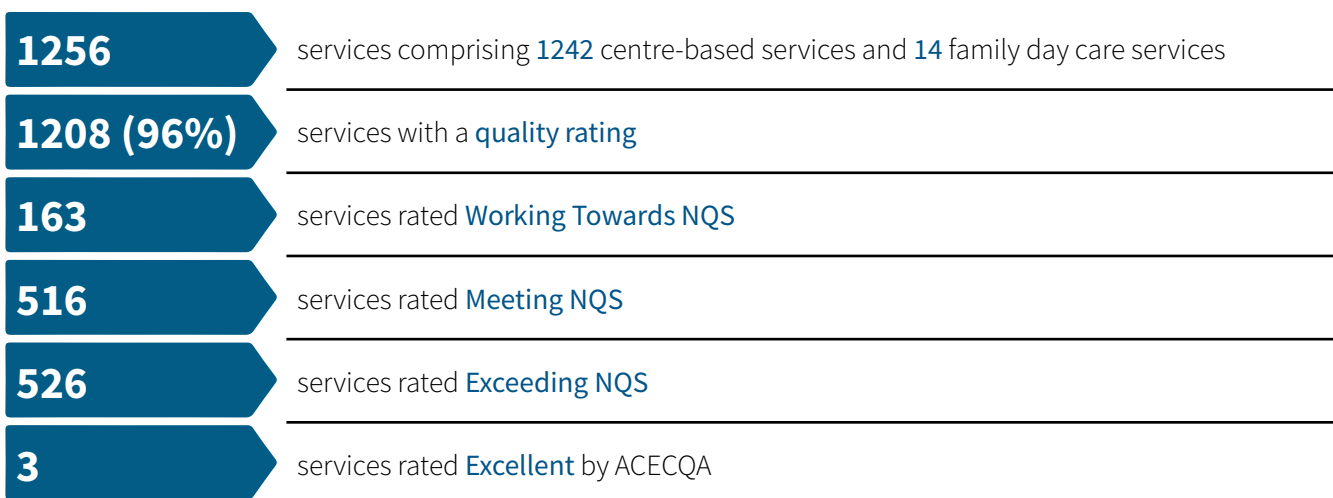 1256 services comprising 1242 centre-based services and 14 family day care services
1208 (96%) services with a quality rating
163 services rated Working Towards NQS
516 services rated Meeting NQS
526 services rated Exceeding NQS
3 services rated Excellent by ACECQA